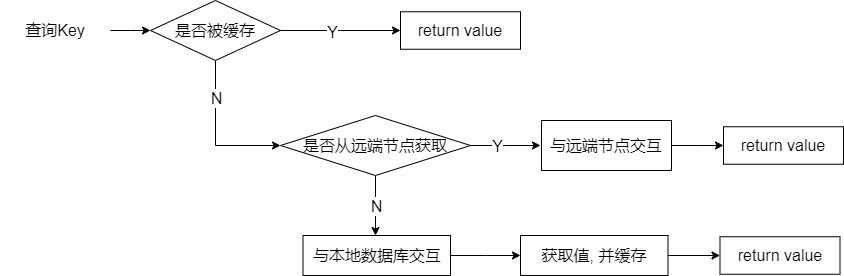 查询Key
是否被缓存
Y
return value
N
是否从远端节点获取
Y
与远端节点交互
return value
N
与本地数据库交互
获取值, 并缓存
return value